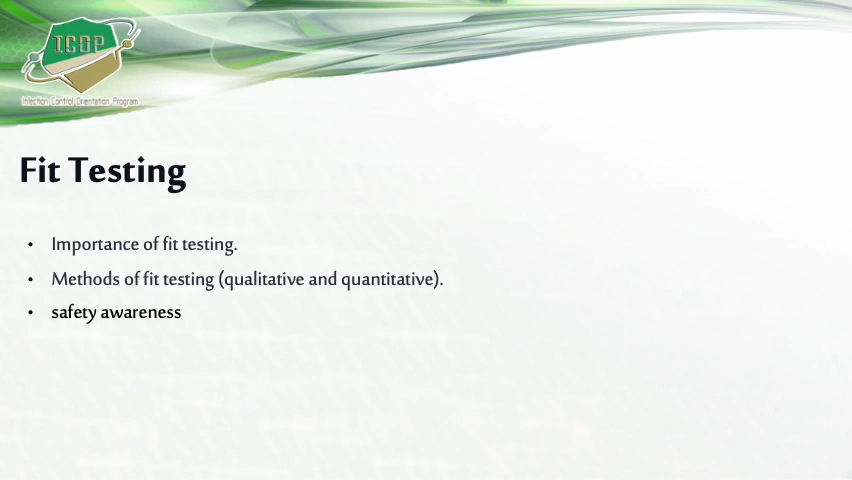 ICOP
Infection Control Orientation Program
Fit Testing
• Importance of fit testing.
• Methods of fit testing (qualitative and quantitative).
• safety awareness